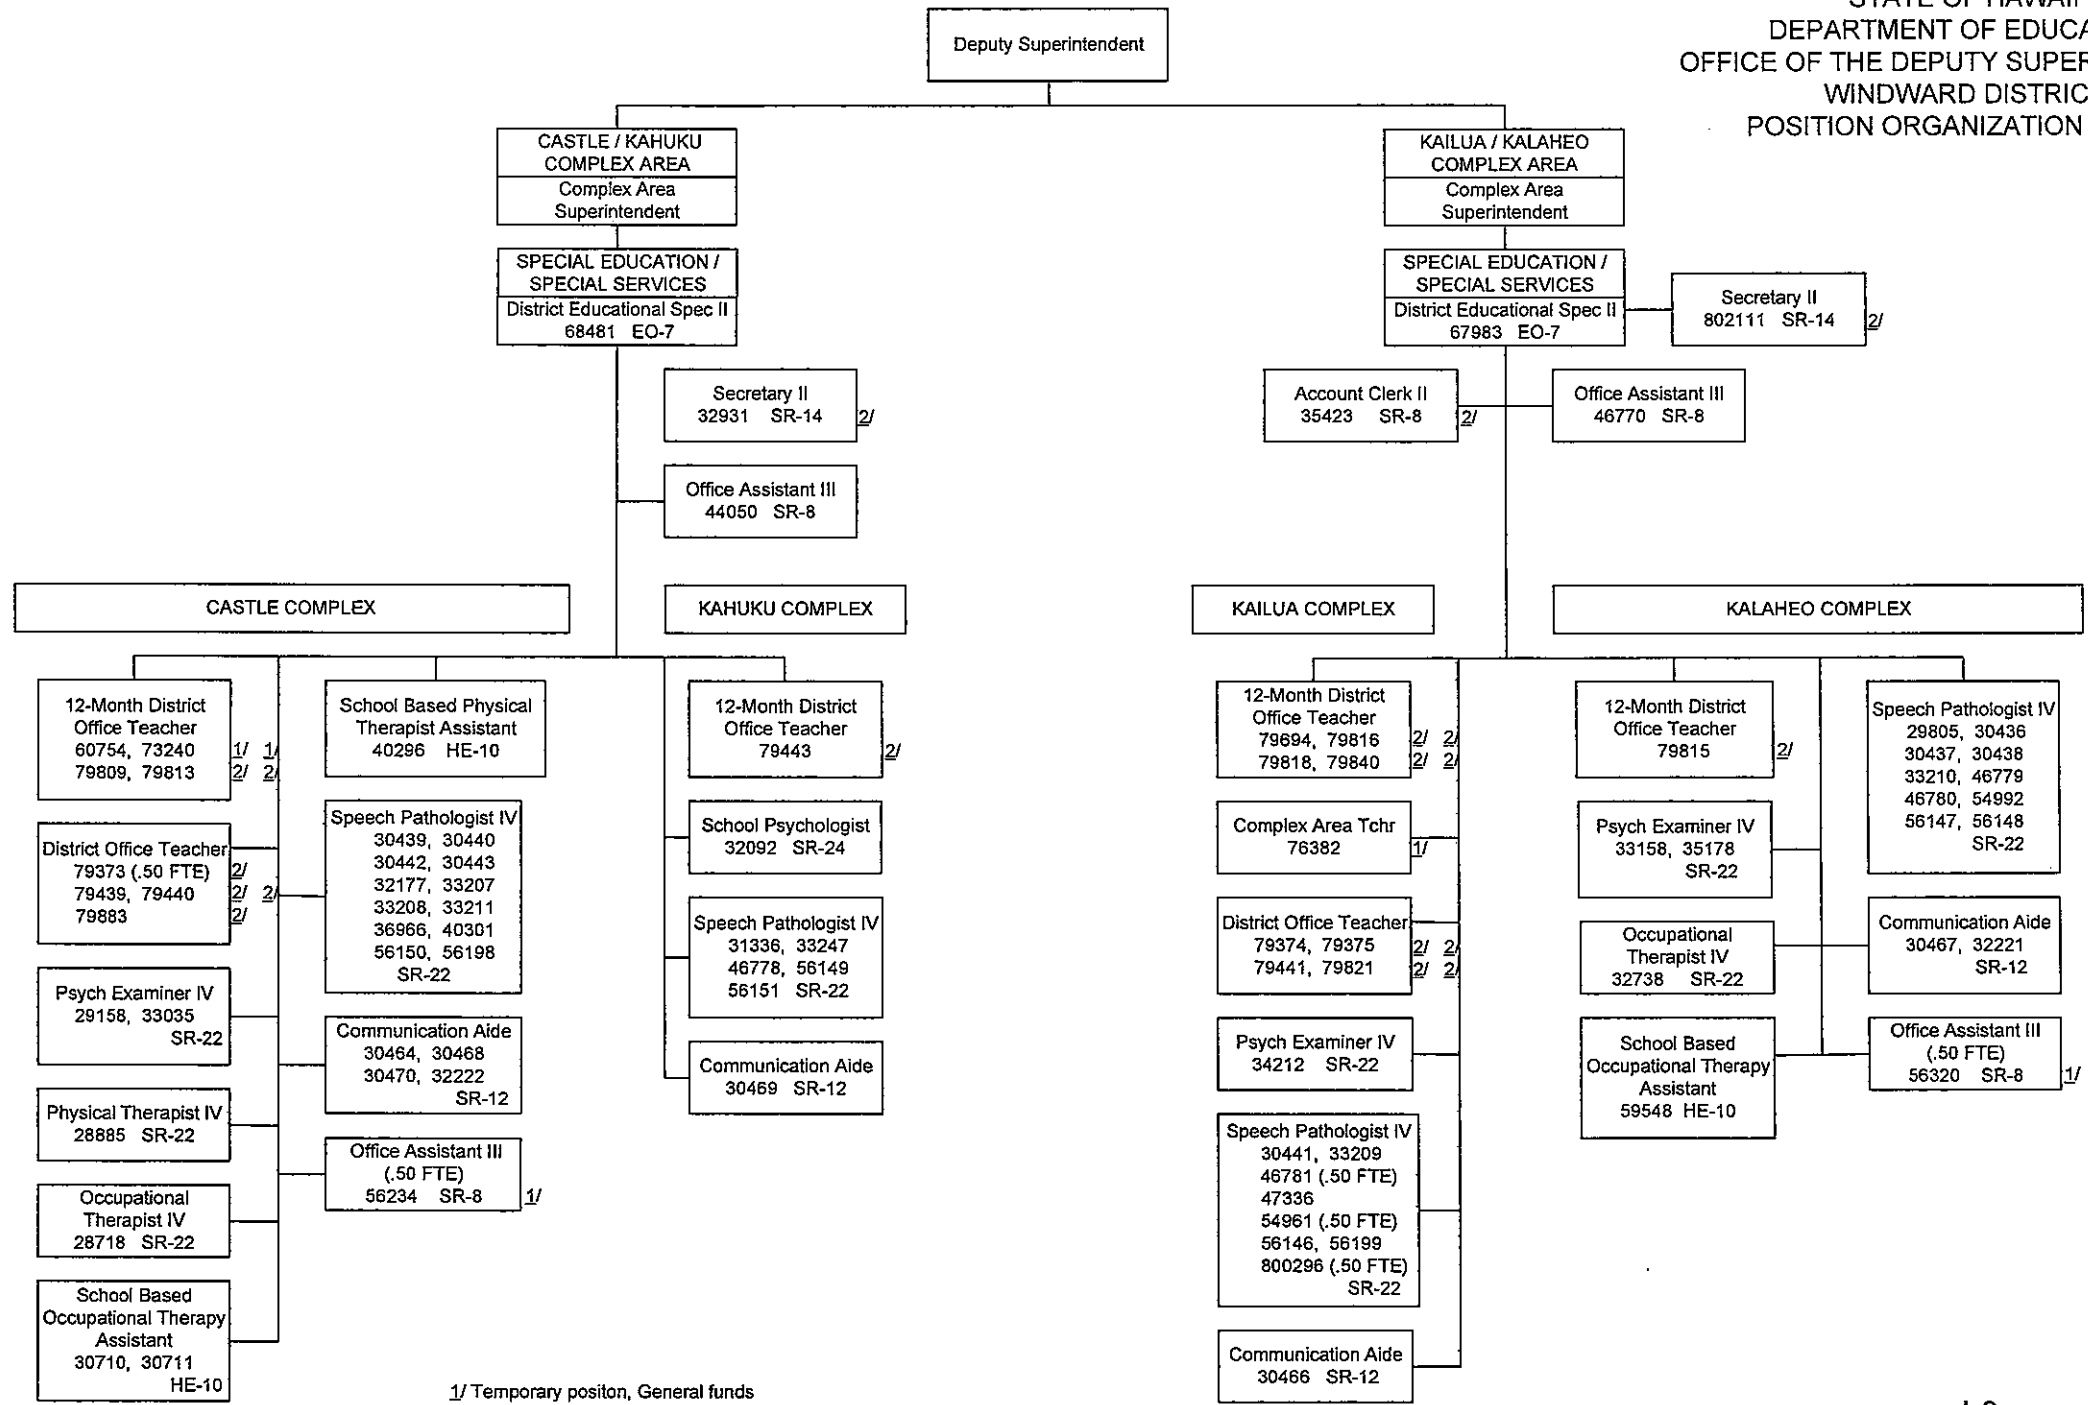 STATE OF HAWAII
DEPARTMENT OF
OFFICE OF THE DEPUTY
WINDWARD
POSITION ORGANIZATION
Deputy Superintendent
CASTLE / KAHUKU
COMPLEX AREA
Complex Area
Superintendent
SPECIAL EDUCATION /
SPECIAL SERVICES
District Educational Spec II
68481 EO-7
Secretary II
32931 SR-14 2/
Office Assistant III
44050 SR-8
KAILUA / KALAHEO
COMPLEX AREA
Complex Area
Superintendent
SPECIAL EDUCATION /
SPECIAL SERVICES
District Educational Spec II
67983 EO-7
Secretary II
802111 SR-14 2/
Account Clerk II
35423 SR-8 2/
Office Assistant III
46770 SR-8
CASTLE COMPLEX
12-Month District
Office Teacher
60754, 73240 1/ 1/
79809, 79813 2/ 2/
District Office Teacher
79373 (.50 FTE) 2/
79439, 79440 2/ 2/
79883 2/
Psych Examiner IV
29158, 33035
SR-22
Physical Therapist IV
28885 SR-22
Occupational
Therapist IV
28718 SR-22
School Based
Occupational Therapy
Assistant
30710, 30711
HE-10
School Based Physical
Therapist Assistant
40296 HE-10
Speech Pathologist IV
30439, 30440
30442, 30443
32177, 33207
33208, 33211
36966, 40301
56150, 56198
SR-22
Communication Aide
30464, 30468
30470, 32222
SR-12
Office Assistant III
(.50 FTE)
56234 SR-8 1/
KAHUKU COMPLEX
12-Month District
Office Teacher
79443 2/
School Psychologist
32092 SR-24
Speech Pathologist IV
31336, 33247
46778, 56149
56151 SR-22
Communication Aide
30469 SR-12
KAILUA COMPLEX
12-Month District
Office Teacher
79694, 79816 2/ 2/
79818, 79840 2/ 2/
Complex Area Tchr
76382 1/
District Office Teacher
79374, 79375 2/ 2/
79441, 79821 2/ 2/
Psych Examiner IV
34212 SR-22
Speech Pathologist IV
30441, 33209
46781 (.50 FTE)
47336
54961 (.50 FTE)
56146, 56199
800296 (.50 FTE)
SR-22
Communication Aide
30466 SR-12
KALAHEO COMPLEX
12-Month District
Office Teacher
79815 2/
Psych Examiner IV
33158, 35178
SR-22
Occupational
Therapist IV
32738 SR-22
School Based
Occupational Therapy
Assistant
59548 HE-10
Speech Pathologist IV
29805, 30436
30437, 30438
33210, 46779
46780, 54992
56147, 56148
SR-22
Communication Aide
30467, 32221
SR-12
Office Assistant III
(.50 FTE)
56320 SR-8 1/
1/ Temporary positon, General funds